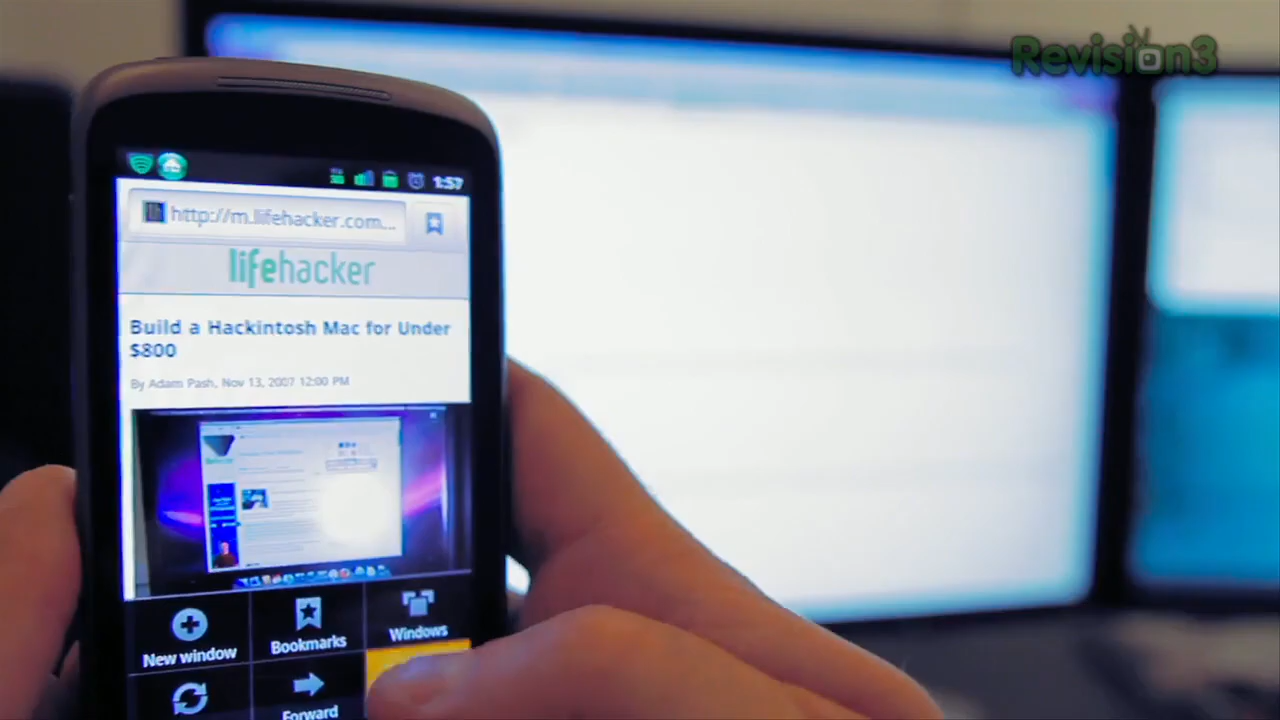 Revision3
1:57
http://m.lifehacker.com...
lifehacker
Build a Hackintosh Mac for Under
$800
By Adam Pash, Nov 13, 2007 12:00 PM
New window
Bookmarks
Windows
Forward